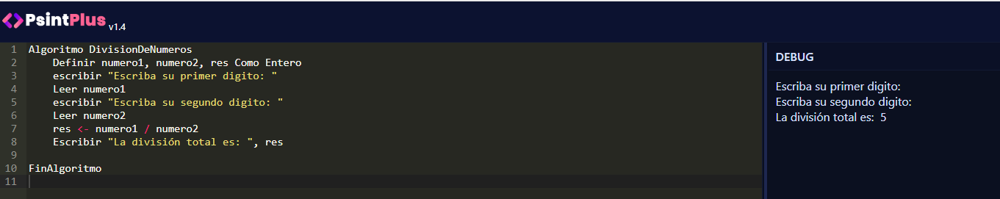 PsintPlus v1.4
1 Algoritmo DivisionDeNumeros
2 Definir numero1, numero2, res Como Entero
3 escribir "Escriba su primer digito: "
4 Leer numero1
5 escribir "Escriba su segundo digito: "
6 Leer numero2
7 res <- numero1 / numero2
8 Escribir "La división total es: ", res
9
10 FinAlgoritmo
11
DEBUG
Escriba su primer digito:
Escriba su segundo digito:
La división total es: 5